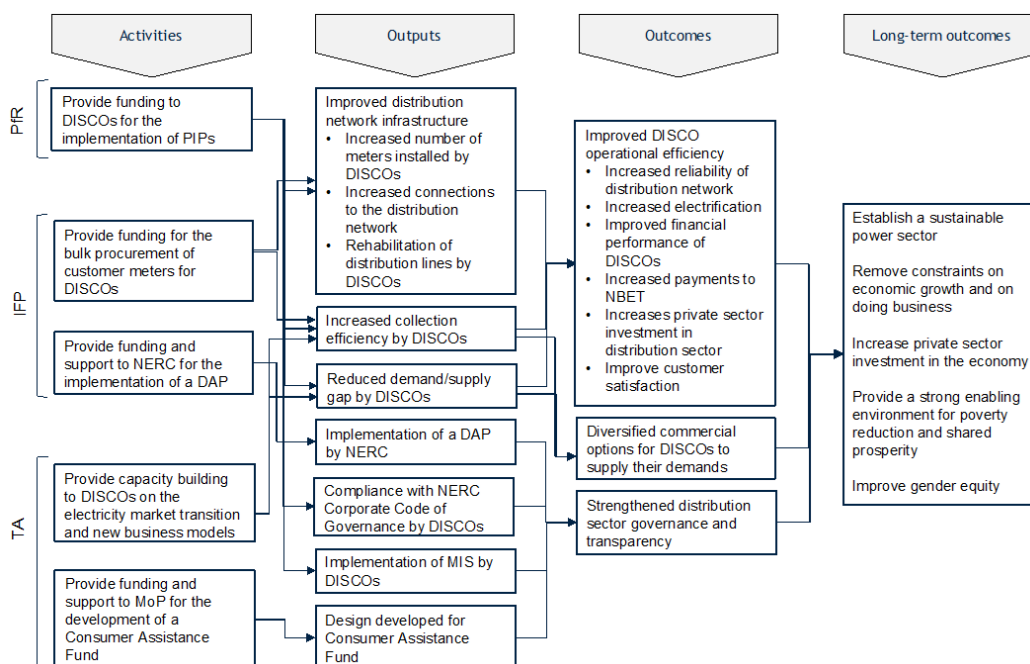 Activities
Outputs
Outcomes
Long-term outcomes
PfR
Provide funding to
DISCOs for the
implementation of PIPs
IFP
Provide funding for the
bulk procurement of
customer meters for
DISCOs
Provide funding and
support to NERC for the
implementation of a DAP
TA
Provide capacity building
to DISCOs on the
electricity market transition
and new business models
Provide funding and
support to MoP for the
development of a
Consumer Assistance
Fund
Improved distribution
network infrastructure
• Increased number of
meters installed by
DISCOs
• Increased connections
to the distribution
network
• Rehabilitation of
distribution lines by
DISCOs
Increased collection
efficiency by DISCOs
Reduced demand/supply
gap by DISCOs
Implementation of a DAP
by NERC
Compliance with NERC
Corporate Code of
Governance by DISCOs
Implementation of MIS by
DISCOs
Design developed for
Consumer Assistance
Fund
Improved DISCO
operational efficiency
• Increased reliability of
distribution network
• Increased electrification
• Improved financial
performance of
DISCOs
• Increased payments to
NBET
• Increases private sector
investment in
distribution sector
• Improve customer
satisfaction
Diversified commercial
options for DISCOs to
supply their demands
Strengthened distribution
sector governance and
transparency
Establish a sustainable
power sector
Remove constraints on
economic growth and on
doing business
Increase private sector
investment in the economy
Provide a strong enabling
environment for poverty
reduction and shared
prosperity
Improve gender equity